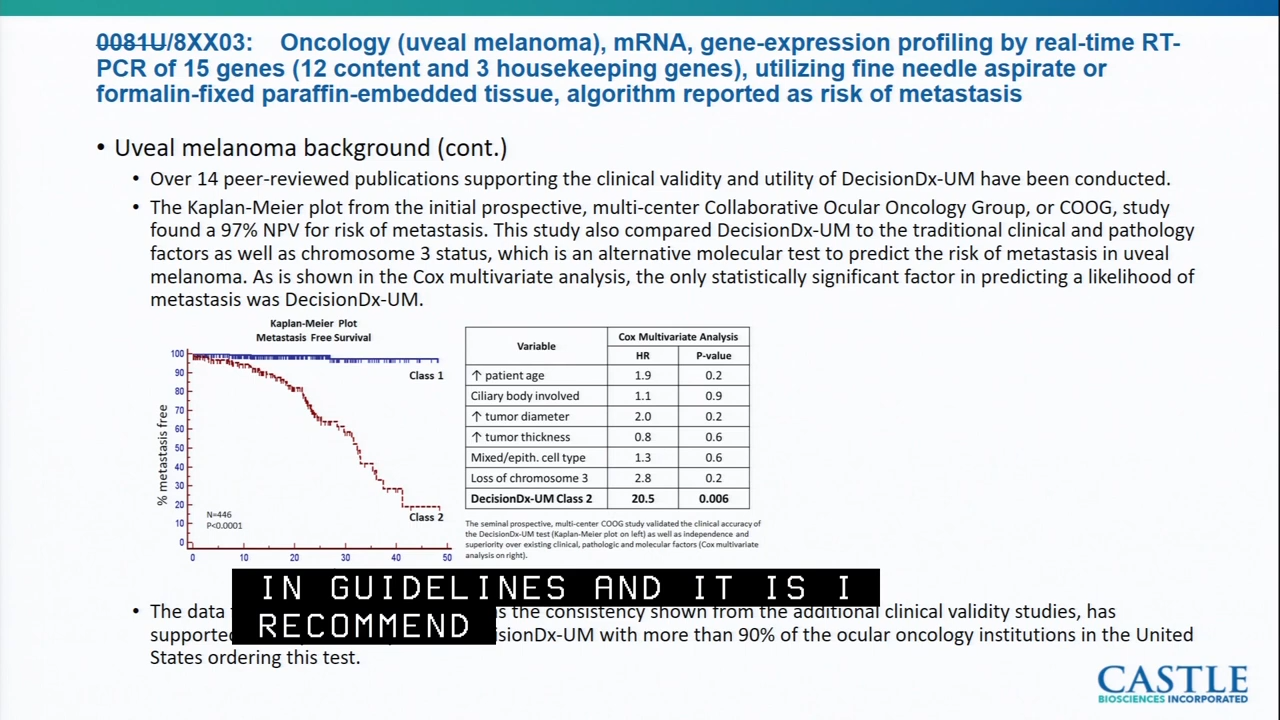 0081U/8XX03: Oncology (uveal melanoma), mRNA, gene-expression profiling by real-time RT-
PCR of 15 genes (12 content and 3 housekeeping genes), utilizing fine needle aspirate or
formalin-fixed paraffin-embedded tissue, algorithm reported as risk of metastasis
• Uveal melanoma background (cont.)
• Over 14 peer-reviewed publications supporting the clinical validity and utility of DecisionDx-UM have been conducted.
• The Kaplan-Meier plot from the initial prospective, multi-center Collaborative Ocular Oncology Group, or COOG, study
found a 97% NPV for risk of metastasis. This study also compared DecisionDx-UM to the traditional clinical and pathology
factors as well as chromosome 3 status, which is an alternative molecular test to predict the risk of metastasis in uveal
melanoma. As is shown in the Cox multivariate analysis, the only statistically significant factor in predicting a likelihood of
metastasis was DecisionDx-UM.
Kaplan-Meier Plot
Metastasis Free Survival
% metastasis free
100
90
80
70
60
50
40
30
20
10
0
Class 1
Class 2
N=446
P<0.0001
0 10 20 30 40 50
Variable Cox Multivariate Analysis
HR P-value
↑ patient age 1.9 0.2
Ciliary body involved 1.1 0.9
↑ tumor diameter 2.0 0.2
↑ tumor thickness 0.8 0.6
Mixed/epith. cell type 1.3 0.6
Loss of chromosome 3 2.8 0.2
DecisionDx-UM Class 2 20.5 0.006
The seminal prospective, multi-center COOG study validated the clinical accuracy of
the DecisionDx-UM test (Kaplan-Meier plot on left) as well as independence and
superiority over existing clinical, pathologic and molecular factors (Cox multivariate
analysis on right).
IN GUIDELINES AND IT IS I
RECOMMEND
• The data s the consistency shown from the additional clinical validity studies, has
supported isionDx-UM with more than 90% of the ocular oncology institutions in the United
States ordering this test.
CASTLE
BIOSCIENCES INCORPORATED